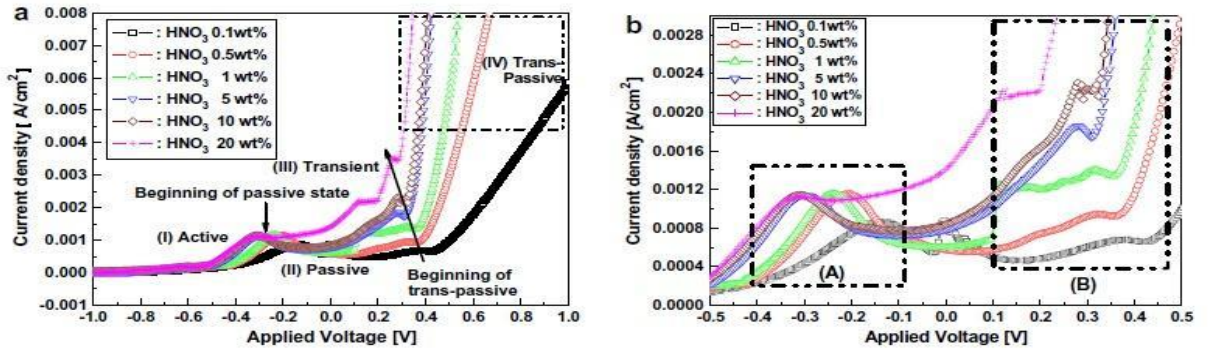 a
0.008
0.007
0.006
0.005
0.004
0.003
0.002
0.001
0.000
-0.001
Current density [ A/cm2]
: HNO3 0.1wt%
: HNO3 0.5wt%
: HNO3 1 wt%
: HNO3 5 wt%
: HNO3 10 wt%
: HNO3 20 wt%
(IV) Trans-
Passive
(III) Transient
Beginning of passive state
(I) Active
(II) Passive
Beginning of
trans-passive
-1.0 -0.8 -0.6 -0.4 -0.2 0.0 0.2 0.4 0.6 0.8 1.0
Applied Voltage [V]
b
0.0028
0.0024
0.0020
0.0016
0.0012
0.0008
0.0004
0.0000
Current density [A/cm2]
: HNO3 0.1wt%
: HNO3 0.5wt%
: HNO3 1 wt%
: HNO3 5 wt%
: HNO3 10 wt%
: HNO3 20 wt%
(A)
(B)
-0.5 -0.4 -0.3 -0.2 -0.1 0.0 0.1 0.2 0.3 0.4 0.5
Applied Voltage [V]